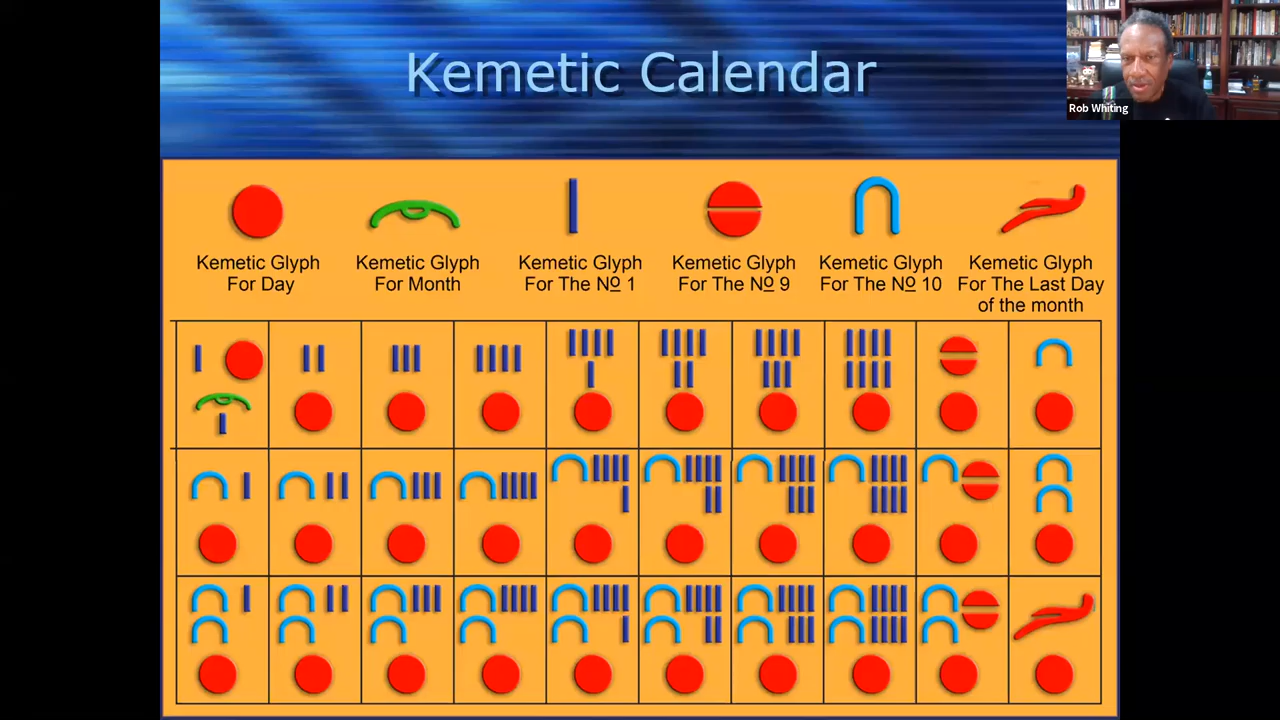 Kemetic Calendar
Rob Whiting
Kemetic Glyph
For Day
Kemetic Glyph
For Month
Kemetic Glyph
For The Nº 1
Kemetic Glyph
For The Nº 9
Kemetic Glyph
For The Nº 10
Kemetic Glyph
For The Last Day
of the month